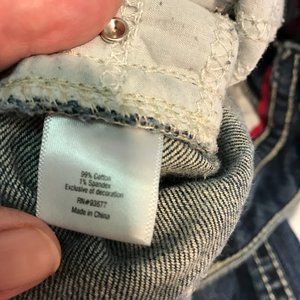 99% Cotton
1% Spandex
Exclusive of decoration
RN#93677
Made in China